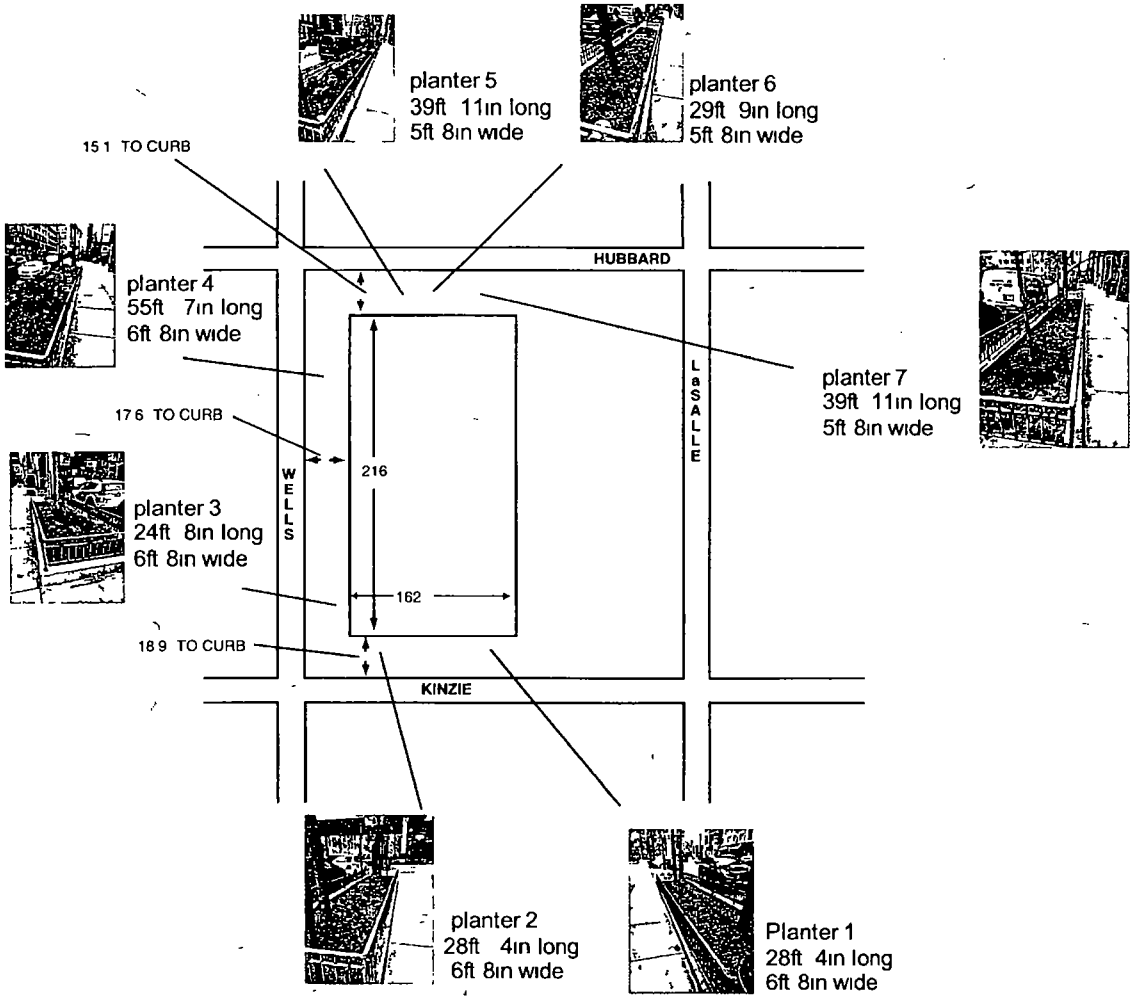 planter 5
39ft 11in long
5ft 8in wide
planter 6
29ft 9in long
5ft 8in wide
15 1 TO CURB
HUBBARD
planter 4
55ft 7in long
6ft 8in wide
LaSALLE
planter 7
39ft 11in long
5ft 8in wide
17 6 TO CURB
216
WELLS
planter 3
24ft 8in long
6ft 8in wide
162
18 9 TO CURB
KINZIE
planter 2
28ft 4in long
6ft 8in wide
Planter 1
28ft 4in long
6ft 8in wide